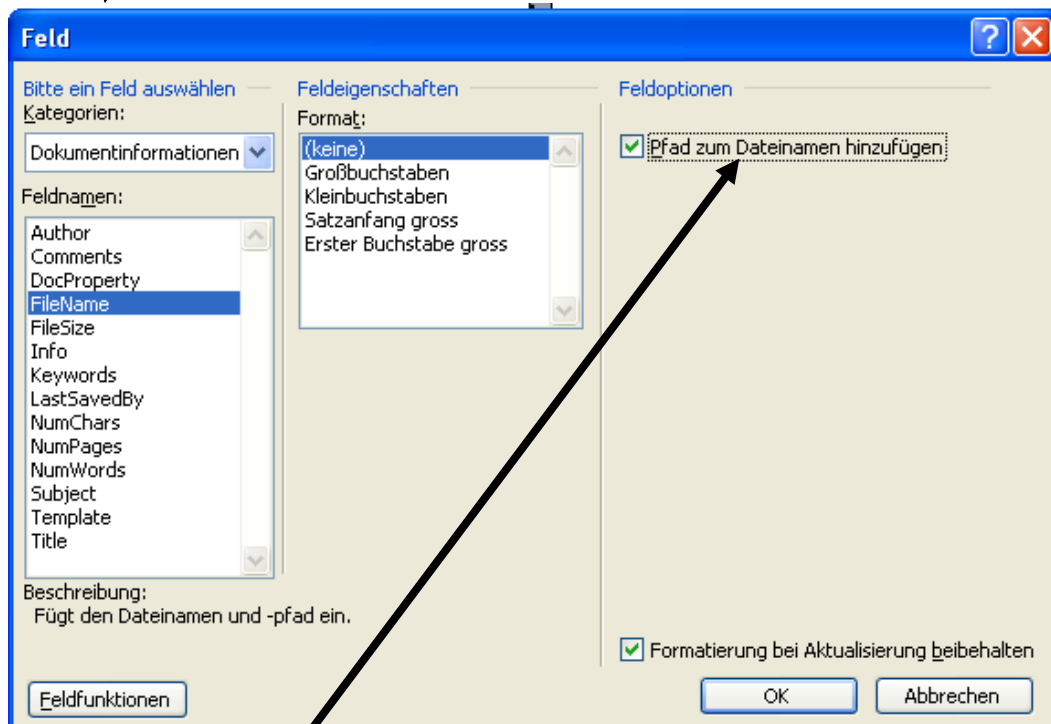 Feld
Bitte ein Feld auswählen
Kategorien:
Dokumentinformationen
Feldnamen:
Author
Comments
DocProperty
FileName
FileSize
Info
Keywords
LastSavedBy
NumChars
NumPages
NumWords
Subject
Template
Title
Beschreibung:
Fügt den Dateinamen und -pfad ein.
Feldfunktionen
Feldeigenschaften
Format:
(keine)
Großbuchstaben
Kleinbuchstaben
Satzanfang gross
Erster Buchstabe gross
Feldoptionen
Pfad zum Dateinamen hinzufügen
Formatierung bei Aktualisierung beibehalten
OK
Abbrechen